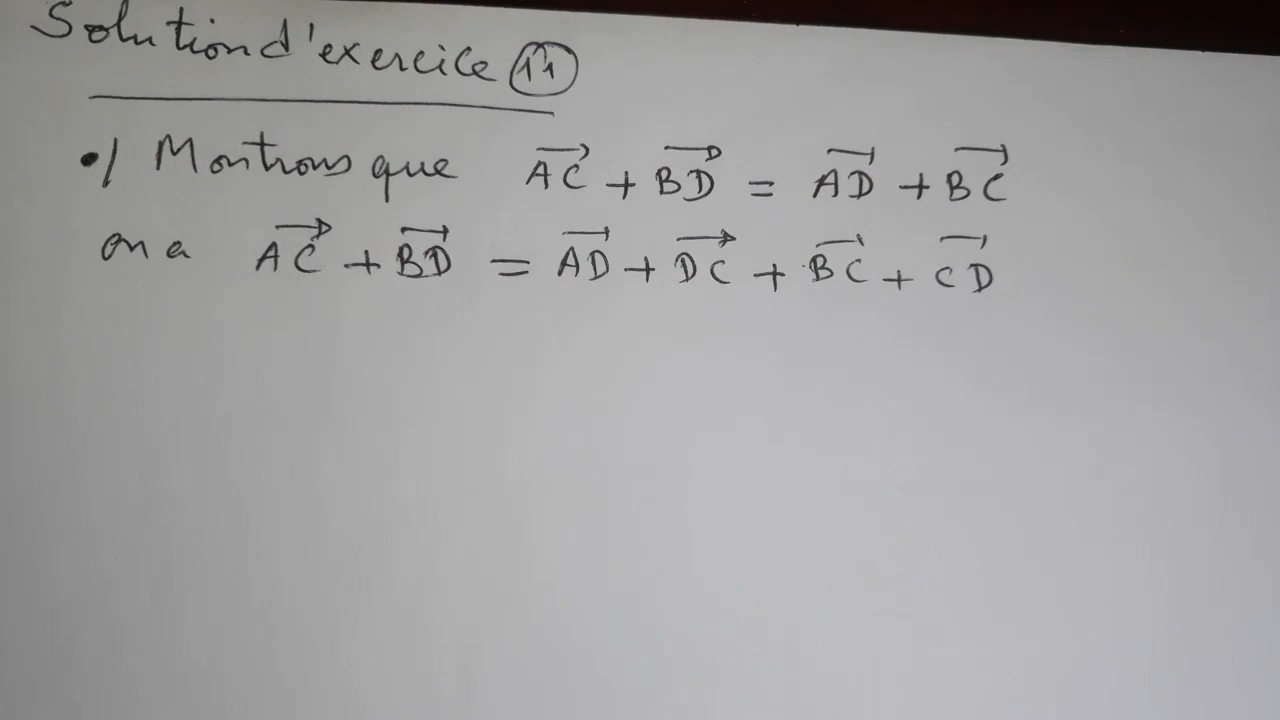 Solution d'exercice 11
•/ Montrons que \overrightarrow{AC} + \overrightarrow{BD} = \overrightarrow{AD} + \overrightarrow{BC}
on a \overrightarrow{AC} + \overrightarrow{BD} = \overrightarrow{AD} + \overrightarrow{DC} + \overrightarrow{BC} + \overrightarrow{CD}